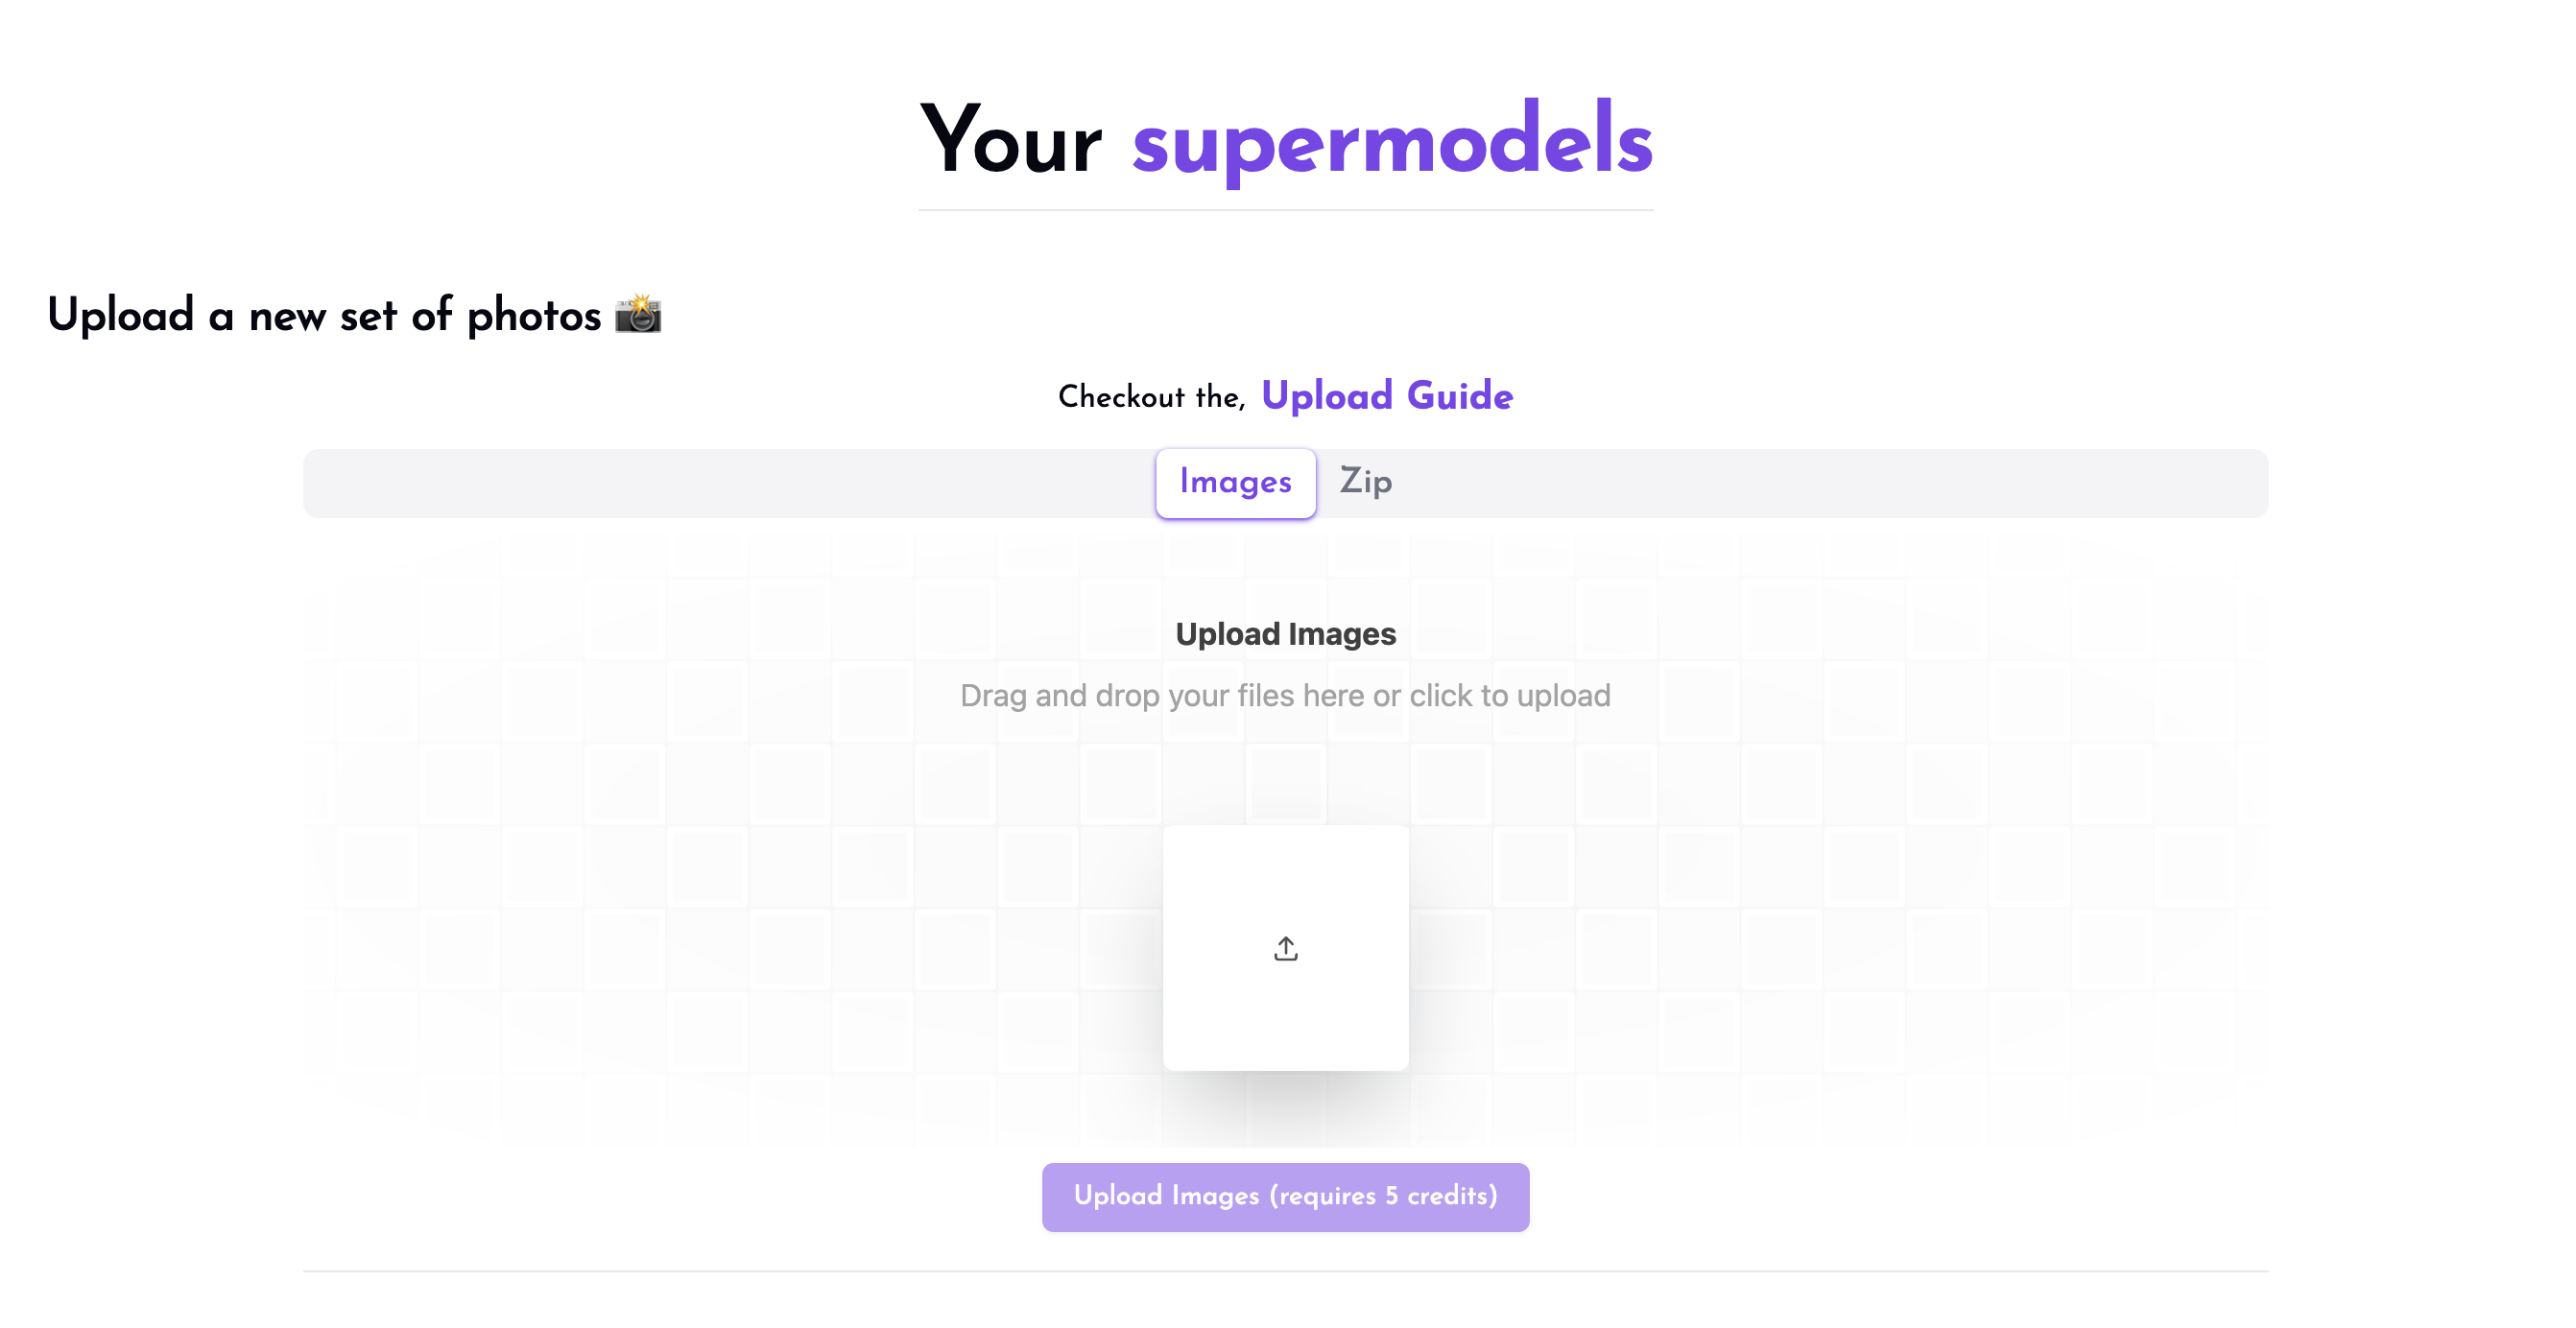 Your supermodels
Upload a new set of photos 📸
Checkout the, Upload Guide
Images Zip
Upload Images
Drag and drop your files here or click to upload
Upload Images (requires 5 credits)